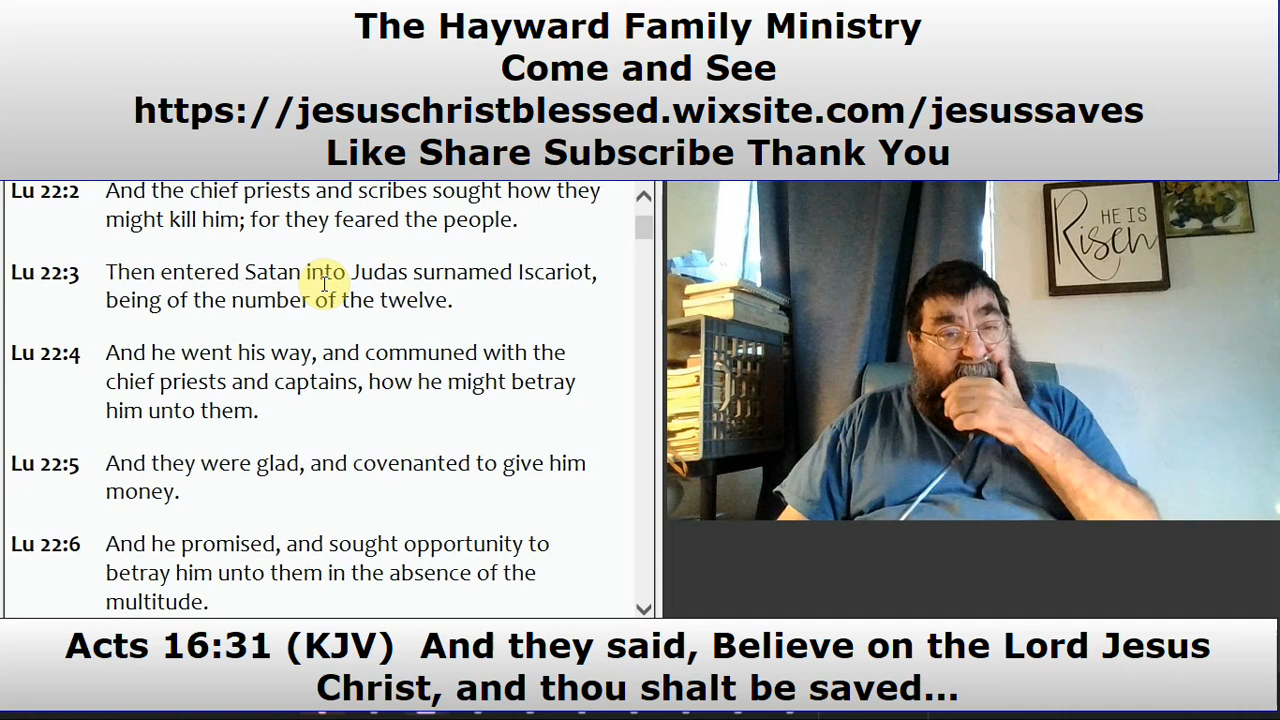 The Hayward Family Ministry
Come and See
https://jesuschristblessed.wixsite.com/jesussaves
Like Share Subscribe Thank You
Lu 22:2 And the chief priests and scribes sought how they
might kill him; for they feared the people.
Lu 22:3 Then entered Satan into Judas surnamed Iscariot,
being of the number of the twelve.
Lu 22:4 And he went his way, and communed with the
chief priests and captains, how he might betray
him unto them.
Lu 22:5 And they were glad, and covenanted to give him
money.
Lu 22:6 And he promised, and sought opportunity to
betray him unto them in the absence of the
multitude.
HE IS
Risen
Acts 16:31 (KJV) And they said, Believe on the Lord Jesus
Christ, and thou shalt be saved...